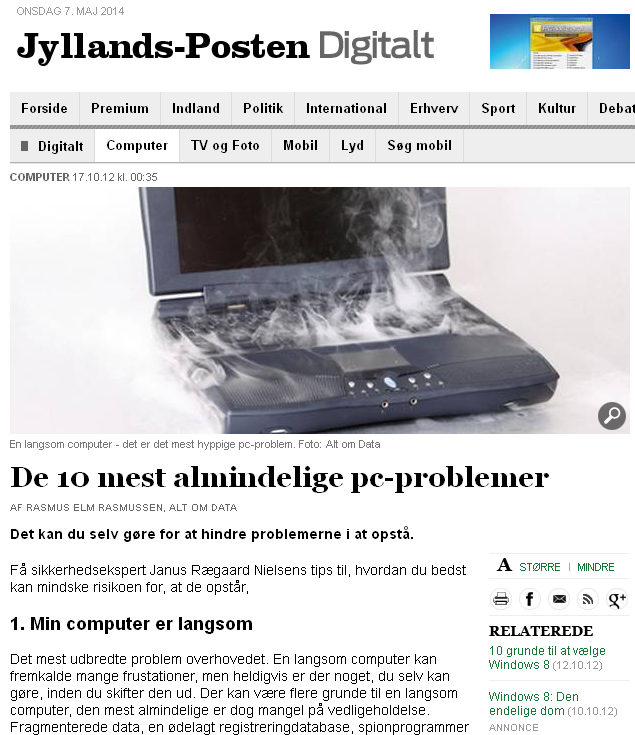 ONSDAG 7. MAJ 2014
Jyllands-Posten Digitalt
Forside Premium Indland Politik International Erhverv Sport Kultur Debat
Digitalt Computer TV og Foto Mobil Lyd Søg mobil
COMPUTER 17.10.12 kl. 00:35
En langsom computer - det er det mest hyppige pc-problem. Foto: Alt om Data
De 10 mest almindelige pc-problemer
AF RASMUS ELM RASMUSSEN, ALT OM DATA
Det kan du selv gøre for at hindre problemerne i at opstå.
Få sikkerhedsekspert Janus Rægaard Nielsens tips til, hvordan du bedst
kan mindske risikoen for, at de opstår,
1. Min computer er langsom
Det mest udbredte problem overhovedet. En langsom computer kan
fremkalde mange frustationer, men heldigvis er der noget, du selv kan
gøre, inden du skifter den ud. Der kan være flere grunde til en langsom
computer, den mest almindelige er dog mangel på vedligeholdelse.
Fragmenterede data, en ødelagt registreringdatabase, spionprogrammer
A STØRRE | MINDRE
f g+
RELATEREDE
10 grunde til at vælge
Windows 8 (12.10.12)
Windows 8: Den
endelige dom (10.10.12)
ANNONCE